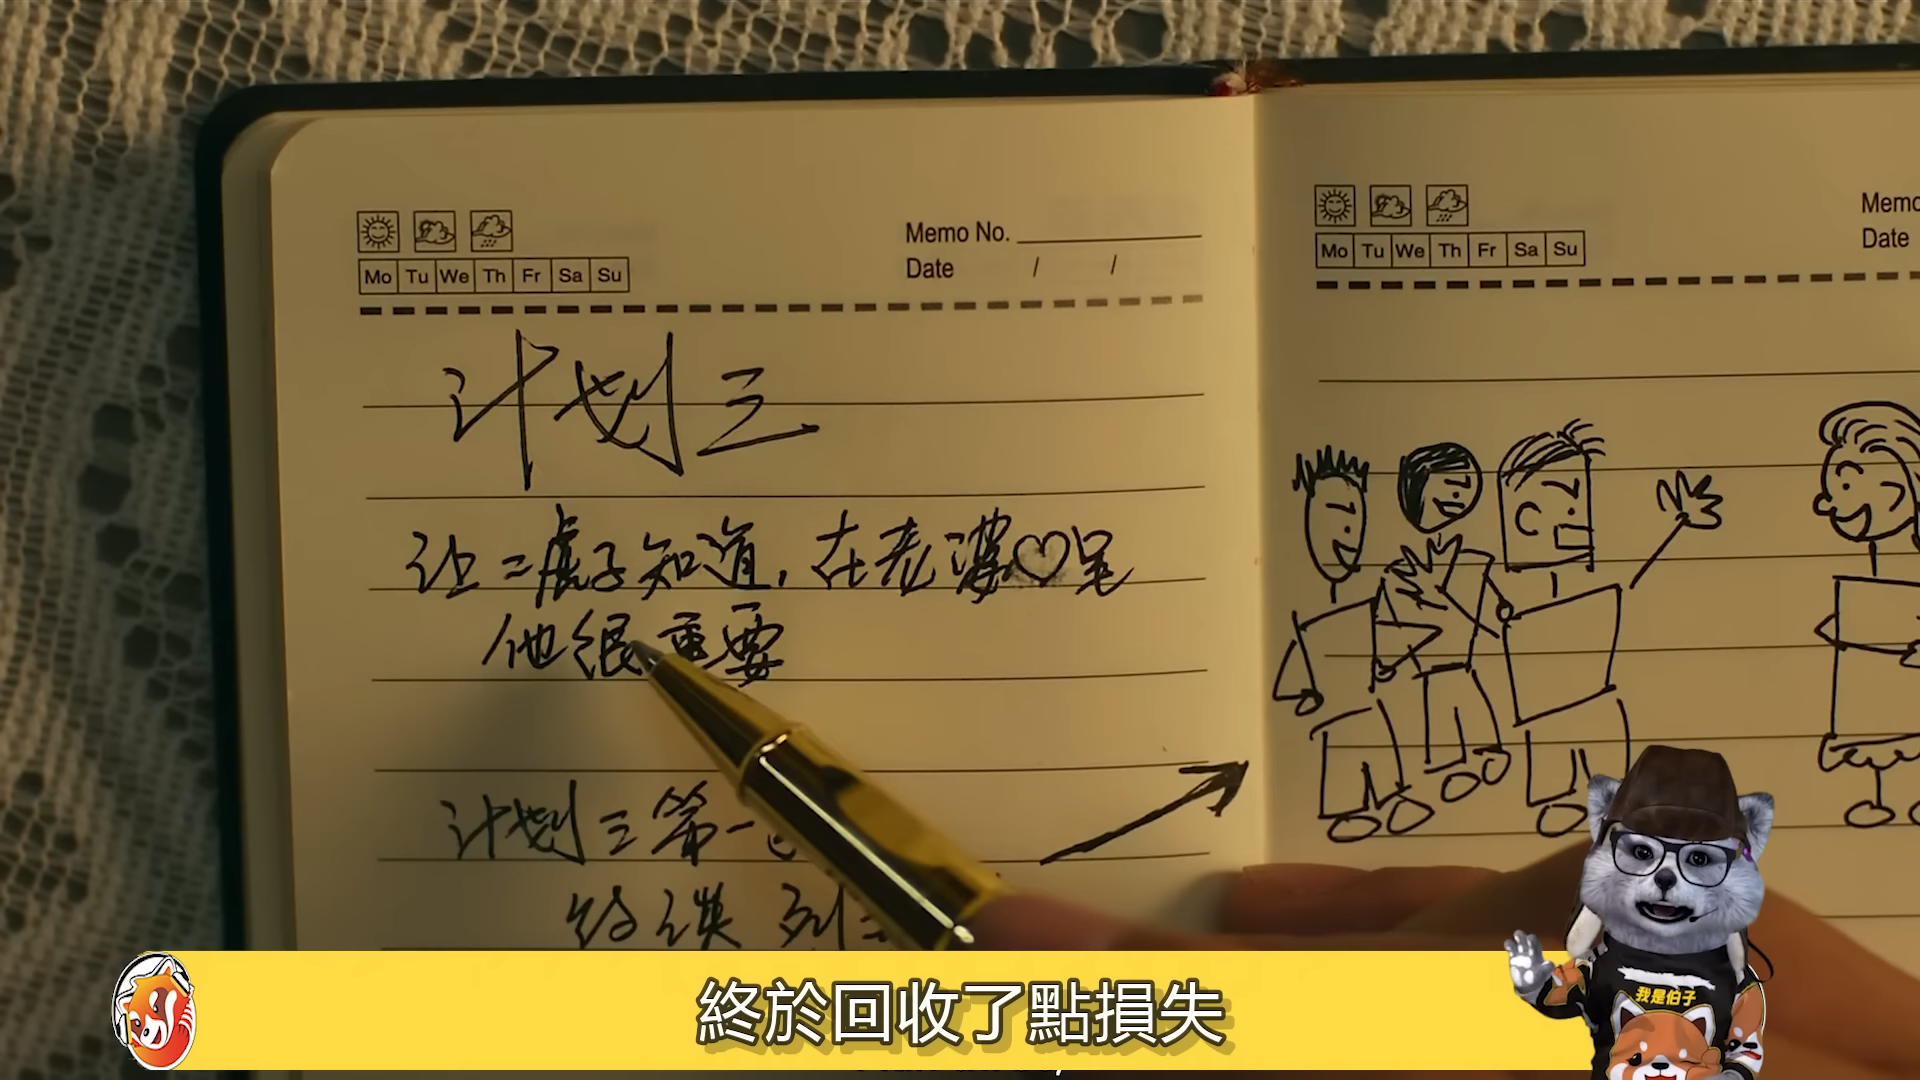 Memo No.
Date / /
Mo Tu We Th Fr Sa Su
计划三
让二虎子知道，在老婆♡里
他很重要
计划三第一
给
Memo
Date
Mo Tu We Th Fr Sa Su
終於回收了點損失
我是伯子